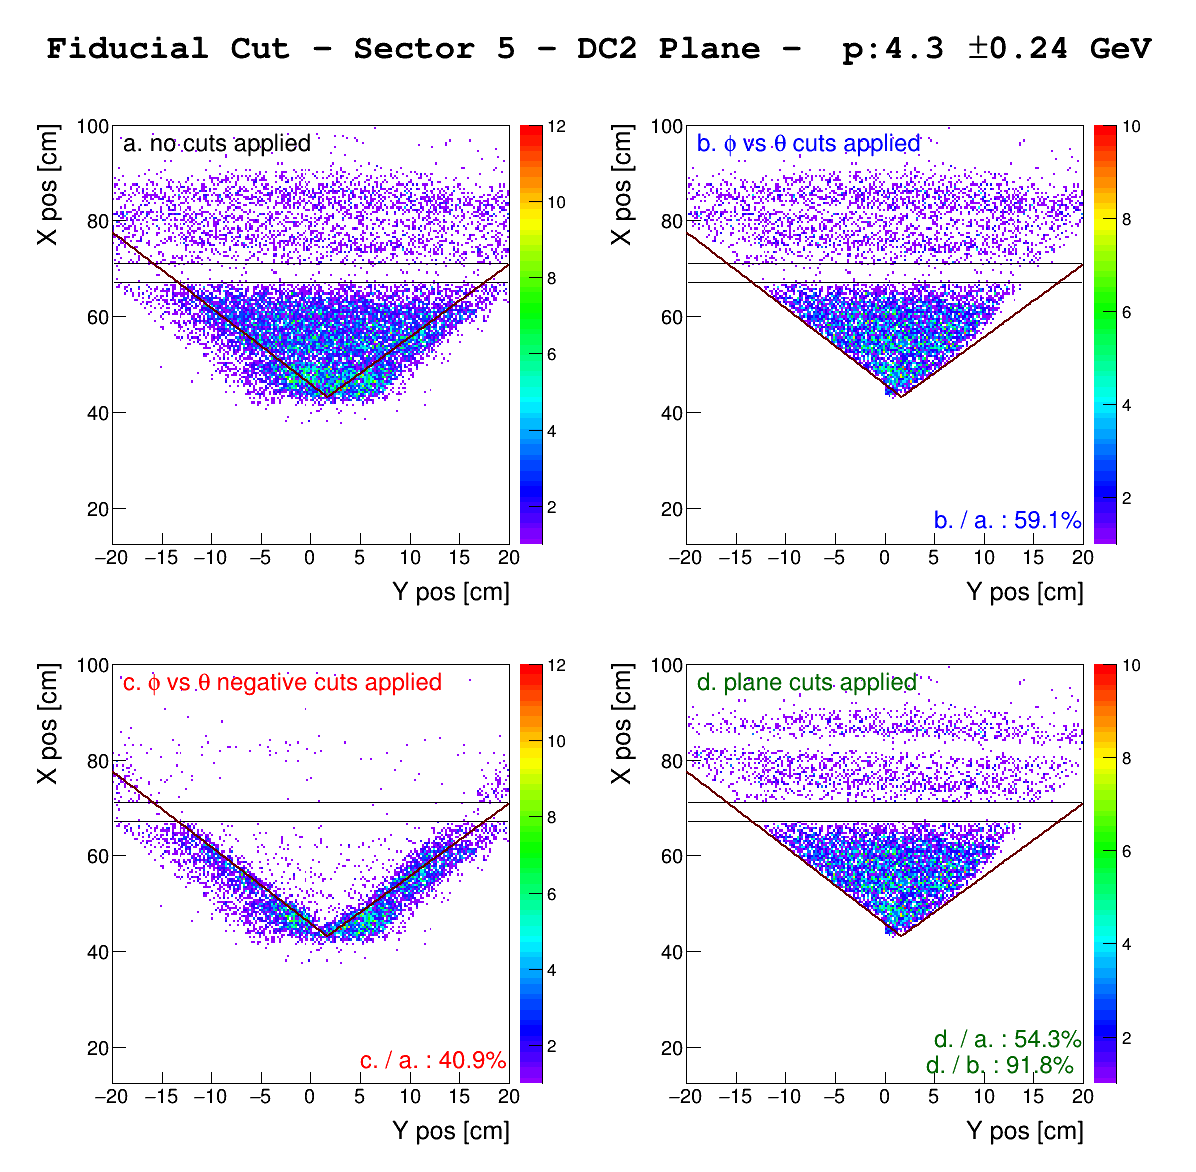 Fiducial Cut – Sector 5 – DC2 Plane – p:4.3 ±0.24 GeV
X pos [cm]
100
80
60
40
20
a. no cuts applied
12
10
8
6
4
2
−20 −15 −10 −5 0 5 10 15 20
Y pos [cm]
X pos [cm]
100
80
60
40
20
b. ϕ vs θ cuts applied
b. / a. : 59.1%
10
8
6
4
2
−20 −15 −10 −5 0 5 10 15 20
Y pos [cm]
X pos [cm]
100
80
60
40
20
c. ϕ vs θ negative cuts applied
c. / a. : 40.9%
12
10
8
6
4
2
−20 −15 −10 −5 0 5 10 15 20
Y pos [cm]
X pos [cm]
100
80
60
40
20
d. plane cuts applied
d. / a. : 54.3%
d. / b. : 91.8%
10
8
6
4
2
−20 −15 −10 −5 0 5 10 15 20
Y pos [cm]